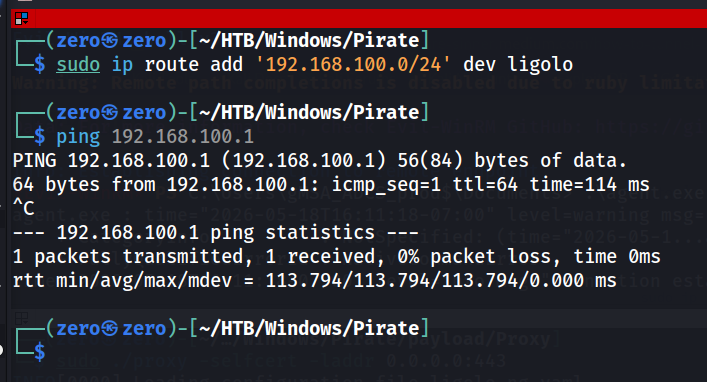 ┌──(zero㉿zero)-[~/HTB/Windows/Pirate]
└─$ sudo ip route add '192.168.100.0/24' dev ligolo
┌──(zero㉿zero)-[~/HTB/Windows/Pirate]
└─$ ping 192.168.100.1
PING 192.168.100.1 (192.168.100.1) 56(84) bytes of data.
64 bytes from 192.168.100.1: icmp_seq=1 ttl=64 time=114 ms
^C
--- 192.168.100.1 ping statistics ---
1 packets transmitted, 1 received, 0% packet loss, time 0ms
rtt min/avg/max/mdev = 113.794/113.794/113.794/0.000 ms
┌──(zero㉿zero)-[~/HTB/Windows/Pirate]
└─$